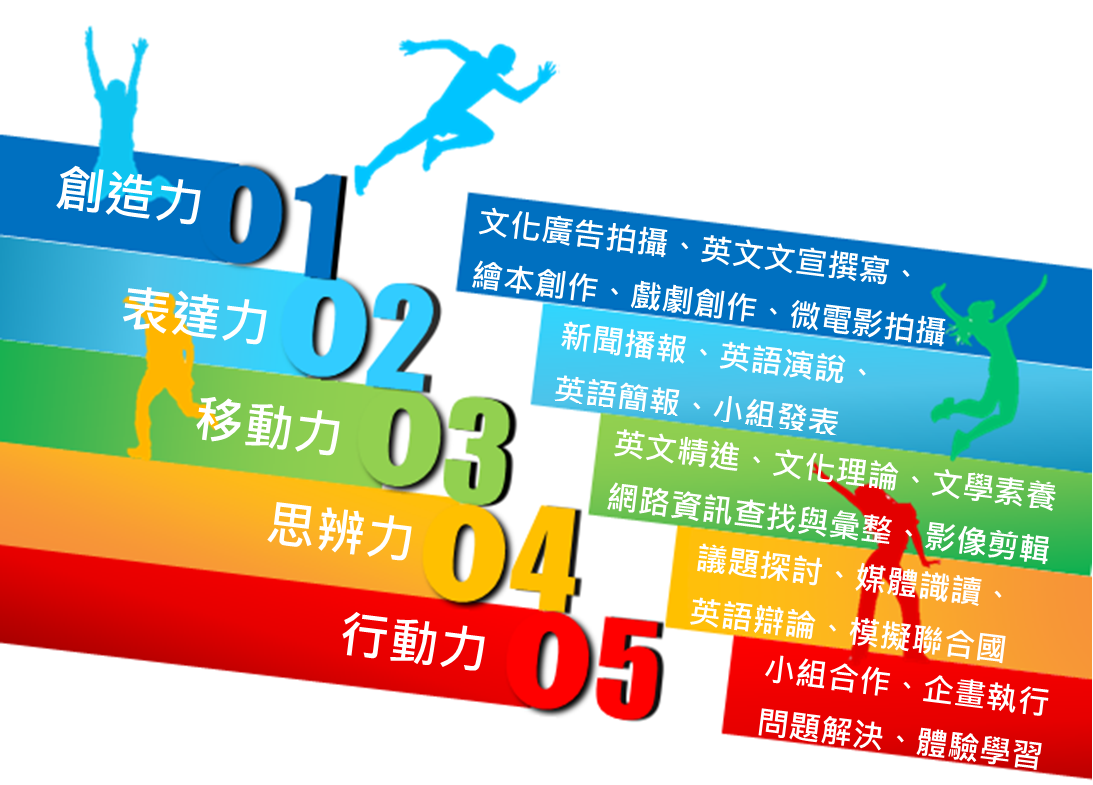 創造力 01
文化廣告拍攝、英文文宣撰寫、
繪本創作、戲劇創作、微電影拍攝
表達力 02
新聞播報、英語演說、
英語簡報、小組發表
移動力 03
英文精進、文化理論、文學素養
網路資訊查找與彙整、影像剪輯
思辨力 04
議題探討、媒體識讀、
英語辯論、模擬聯合國
行動力 05
小組合作、企畫執行
問題解決、體驗學習